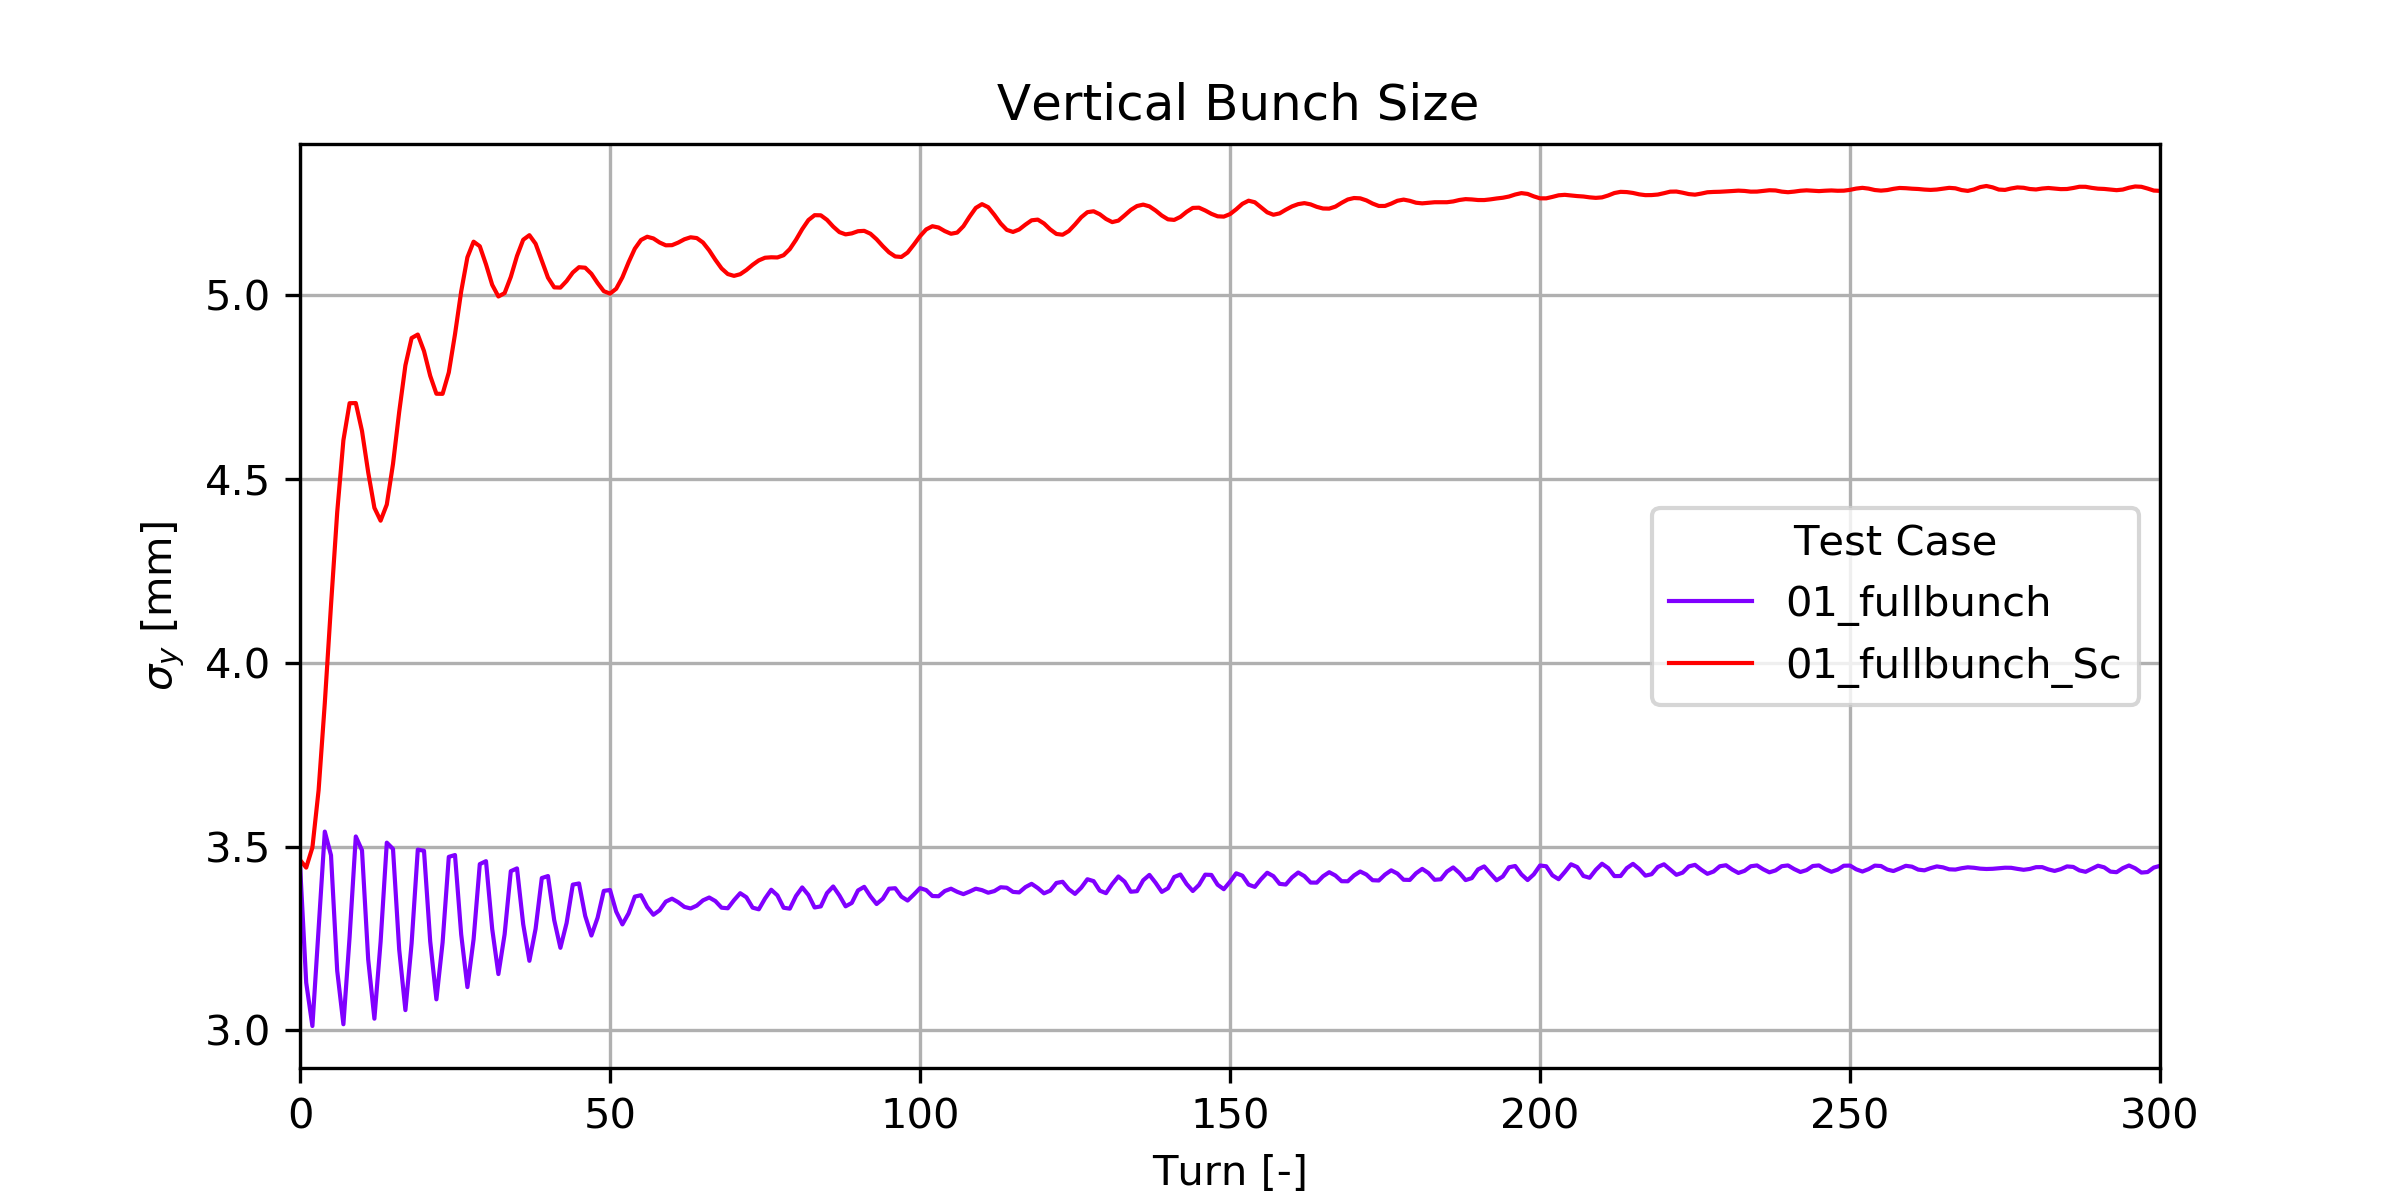 Vertical Bunch Size
σy [mm]
5.0
4.5
4.0
3.5
3.0
Test Case
01_fullbunch
01_fullbunch_Sc
0 50 100 150 200 250 300
Turn [-]